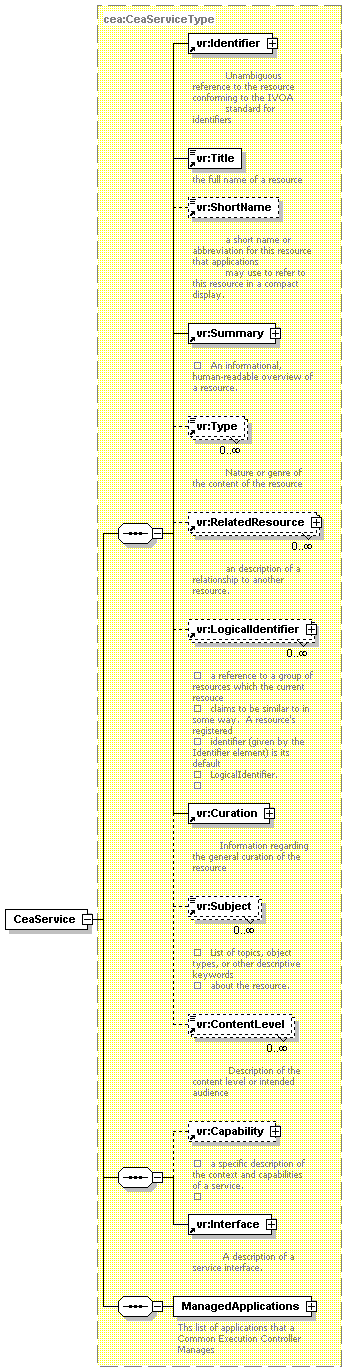 cea:CeaServiceType
vr:Identifier
Unambiguous
reference to the resource
conforming to the IVOA
standard for
identifiers
vr:Title
the full name of a resource
vr:ShortName
a short name or
abbreviation for this resource
that applications
may use to refer to
this resource in a compact
display.
vr:Summary
An informational,
human-readable overview of
a resource.
vr:Type
0..∞
Nature or genre of
the content of the resource
vr:RelatedResource
0..∞
an description of a
relationship to another
resource.
vr:LogicalIdentifier
0..∞
a reference to a group of
resources which the current
resouce
claims to be similar to in
some way. A resource's
registered
identifier (given by the
Identifier element) is its
default
LogicalIdentifier.
vr:Curation
Information regarding
the general curation of the
resource
CeaService
vr:Subject
0..∞
List of topics, object
types, or other descriptive
keywords
about the resource.
vr:ContentLevel
0..∞
Description of the
content level or intended
audience
vr:Capability
a specific description of
the context and capabilities
of a service.
vr:Interface
A description of a
service interface.
ManagedApplications
Ths list of applications that a
Common Execution Controller
Manages